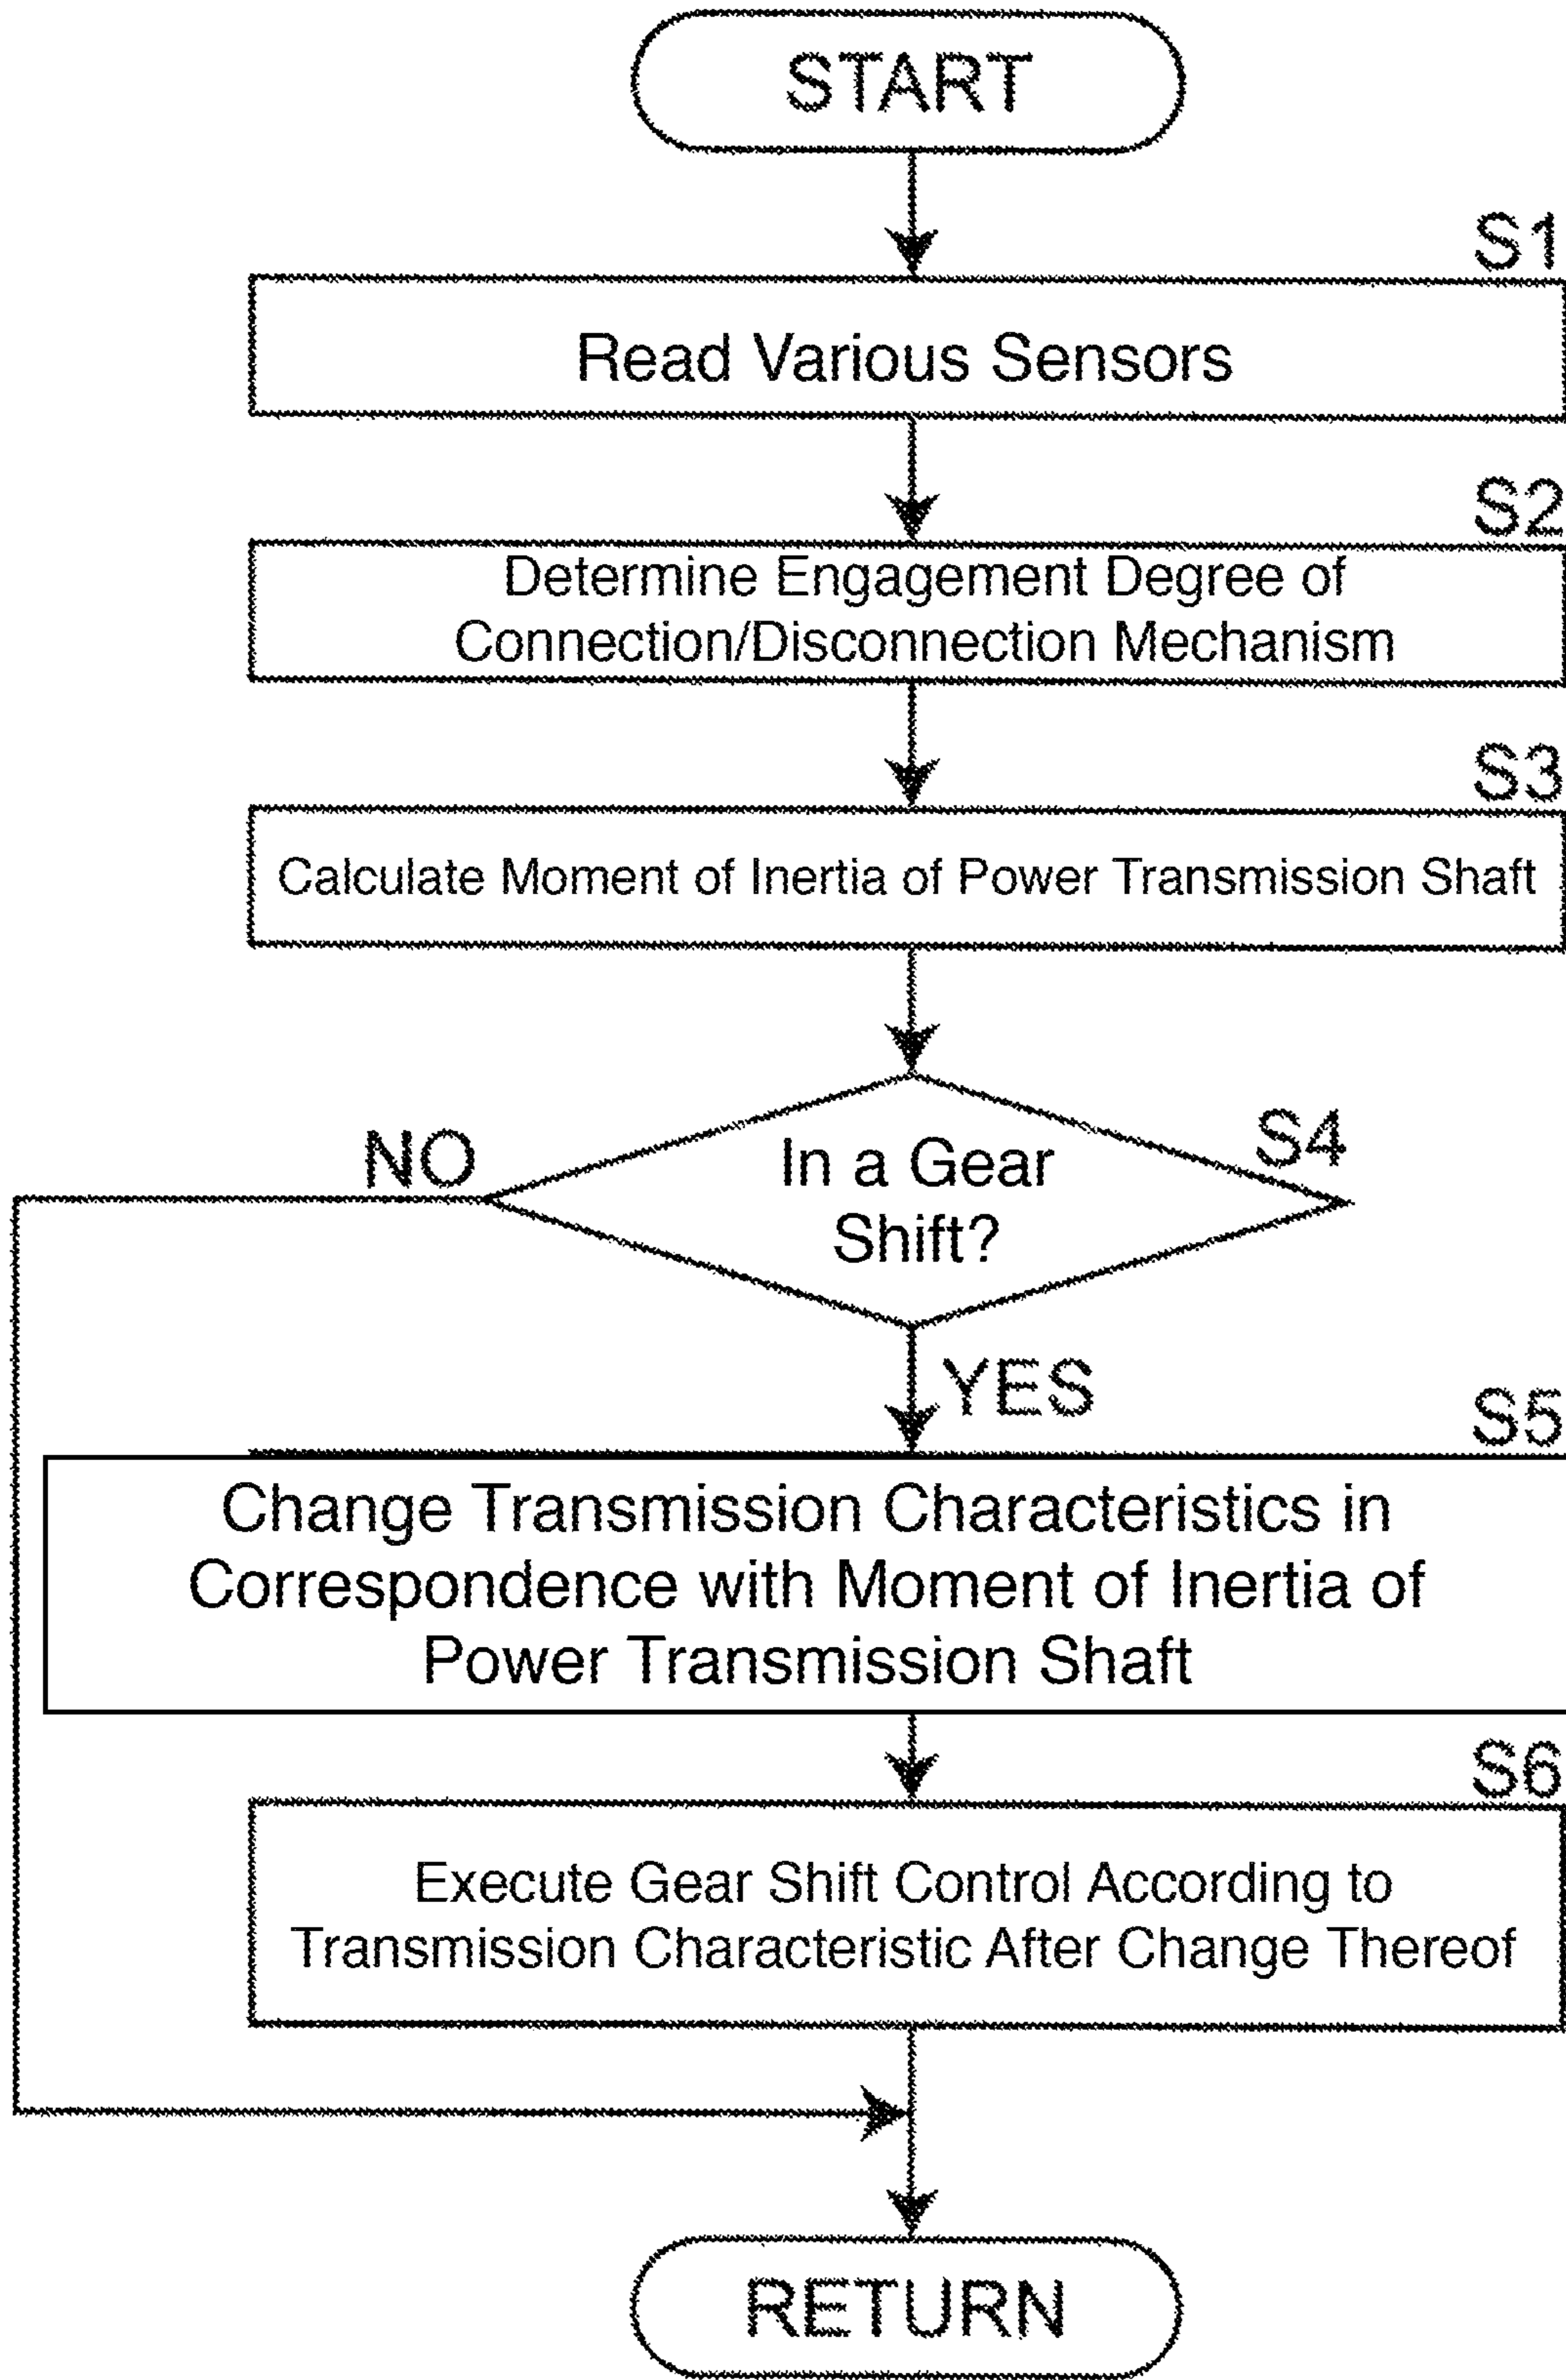 START
S1
Read Various Sensors
S2
Determine Engagement Degree of
Connection/Disconnection Mechanism
S3
Calculate Moment of Inertia of Power Transmission Shaft
NO
In a Gear
Shift?
S4
YES
S5
Change Transmission Characteristics in
Correspondence with Moment of Inertia of
Power Transmission Shaft
S6
Execute Gear Shift Control According to
Transmission Characteristic After Change Thereof
RETURN